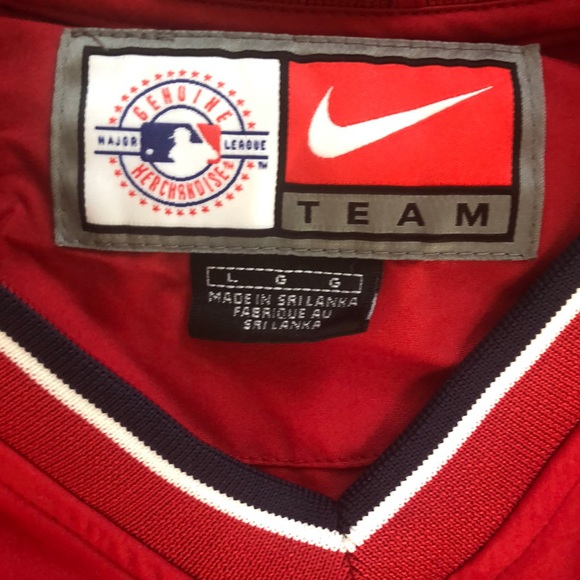 GENUINE
MAJOR LEAGUE
MERCHANDISE
TM
TEAM
L G G
MADE IN SRI LANKA
FABRIQUE AU
SRI LANKA